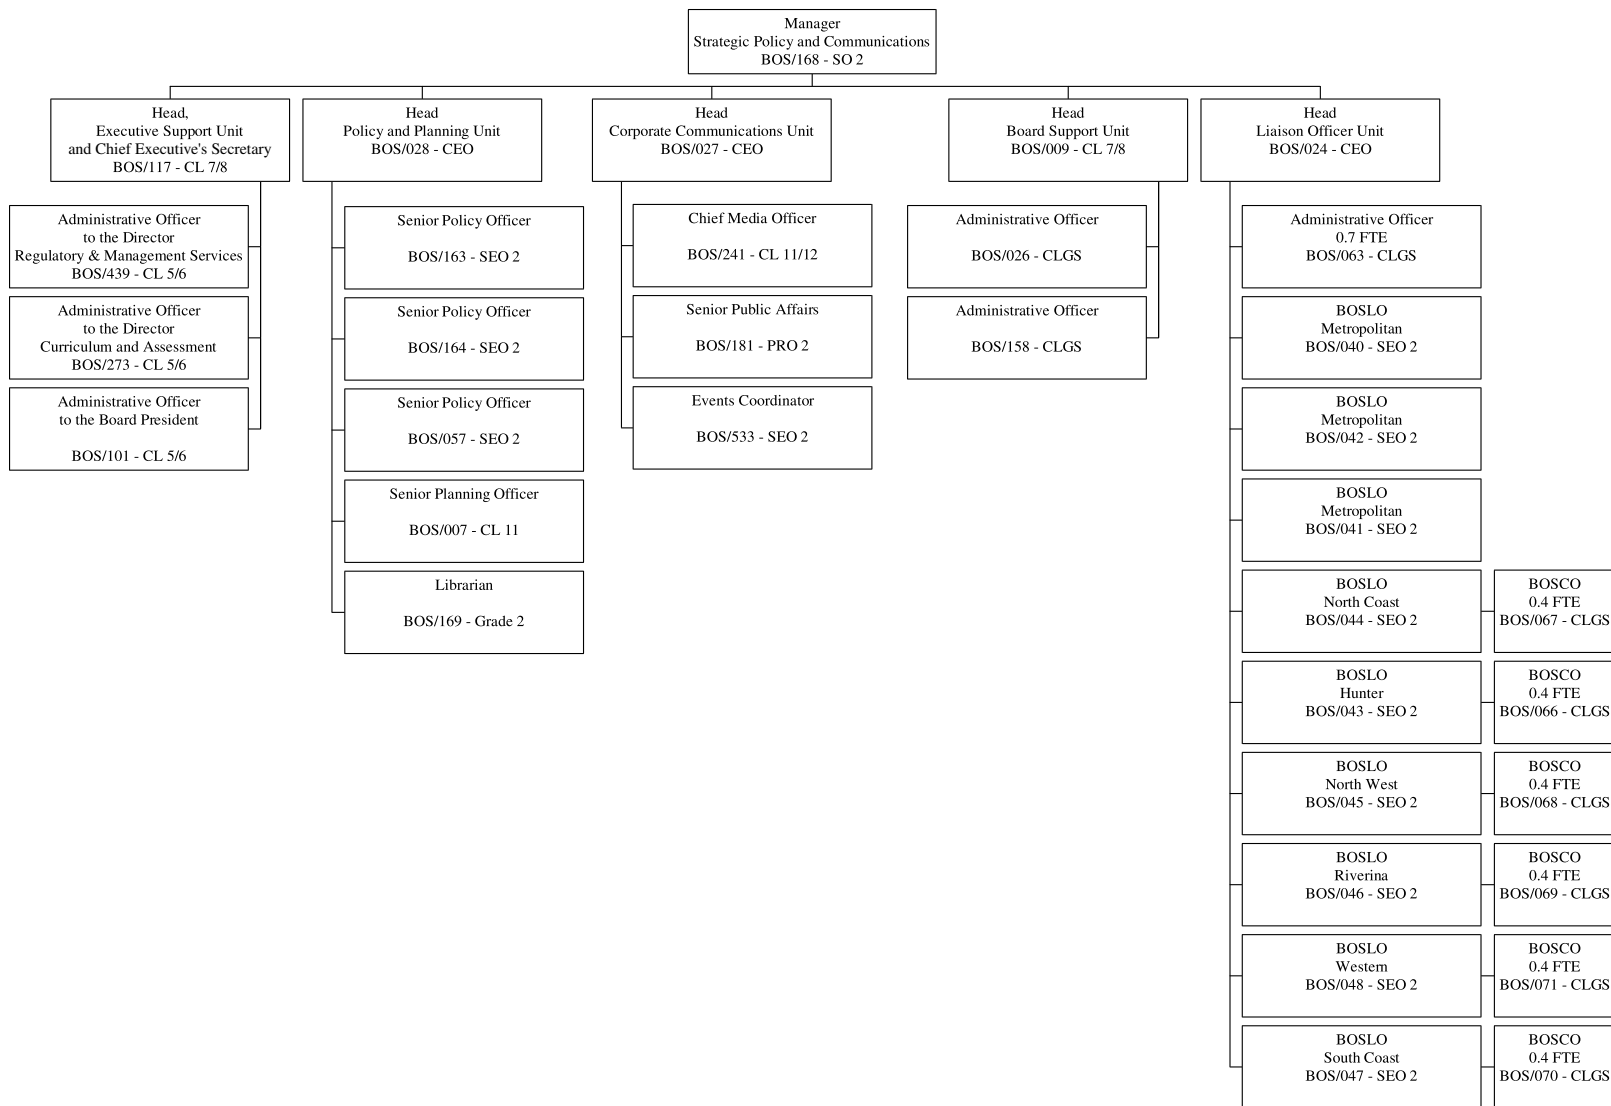 Manager
Strategic Policy and Communications
BOS/168 - SO 2
Head,
Executive Support Unit
and Chief Executive's Secretary
BOS/117 - CL 7/8
Administrative Officer
to the Director
Regulatory & Management Services
BOS/439 - CL 5/6
Administrative Officer
to the Director
Curriculum and Assessment
BOS/273 - CL 5/6
Administrative Officer
to the Board President
BOS/101 - CL 5/6
Head
Policy and Planning Unit
BOS/028 - CEO
Senior Policy Officer
BOS/163 - SEO 2
Senior Policy Officer
BOS/164 - SEO 2
Senior Policy Officer
BOS/057 - SEO 2
Senior Planning Officer
BOS/007 - CL 11
Librarian
BOS/169 - Grade 2
Head
Corporate Communications Unit
BOS/027 - CEO
Chief Media Officer
BOS/241 - CL 11/12
Senior Public Affairs
BOS/181 - PRO 2
Events Coordinator
BOS/533 - SEO 2
Head
Board Support Unit
BOS/009 - CL 7/8
Administrative Officer
BOS/026 - CLGS
Administrative Officer
BOS/158 - CLGS
Head
Liaison Officer Unit
BOS/024 - CEO
Administrative Officer
0.7 FTE
BOS/063 - CLGS
BOSLO
Metropolitan
BOS/040 - SEO 2
BOSLO
Metropolitan
BOS/042 - SEO 2
BOSLO
Metropolitan
BOS/041 - SEO 2
BOSLO
North Coast
BOS/044 - SEO 2
BOSCO
0.4 FTE
BOS/067 - CLGS
BOSLO
Hunter
BOS/043 - SEO 2
BOSCO
0.4 FTE
BOS/066 - CLGS
BOSLO
North West
BOS/045 - SEO 2
BOSCO
0.4 FTE
BOS/068 - CLGS
BOSLO
Riverina
BOS/046 - SEO 2
BOSCO
0.4 FTE
BOS/069 - CLGS
BOSLO
Western
BOS/048 - SEO 2
BOSCO
0.4 FTE
BOS/071 - CLGS
BOSLO
South Coast
BOS/047 - SEO 2
BOSCO
0.4 FTE
BOS/070 - CLGS